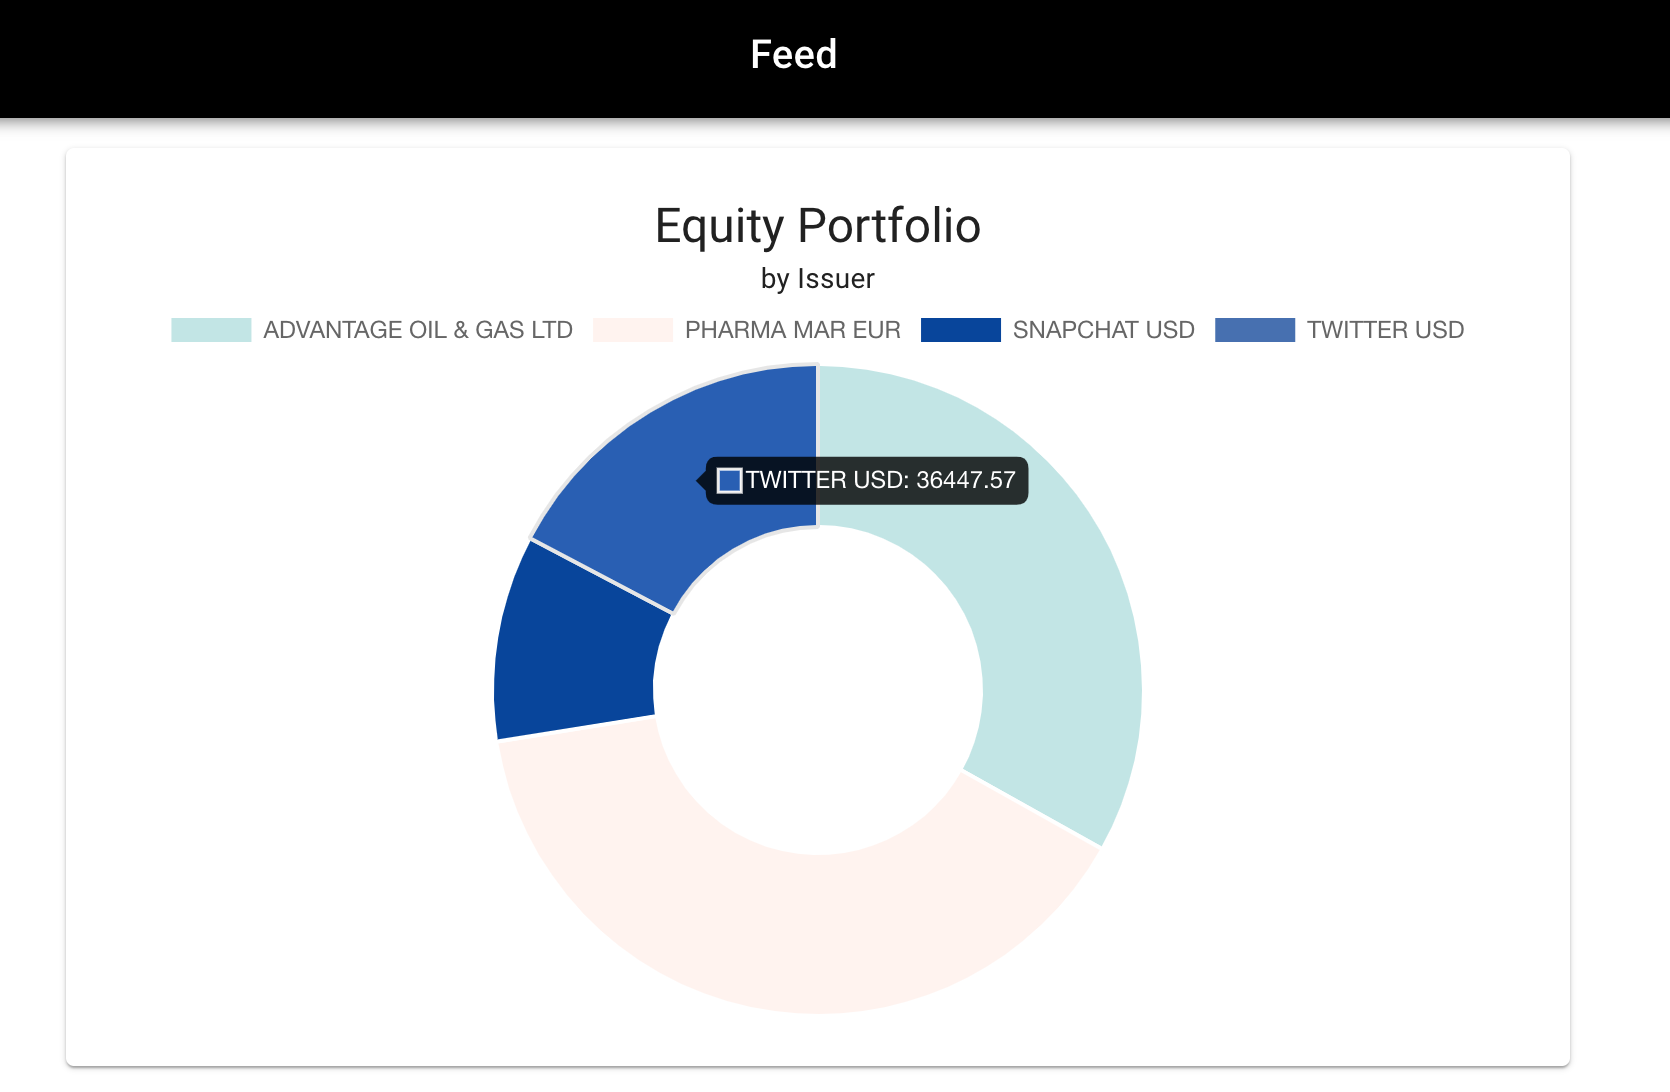 Feed
Equity Portfolio
by Issuer
ADVANTAGE OIL & GAS LTD PHARMA MAR EUR SNAPCHAT USD TWITTER USD
TWITTER USD: 36447.57